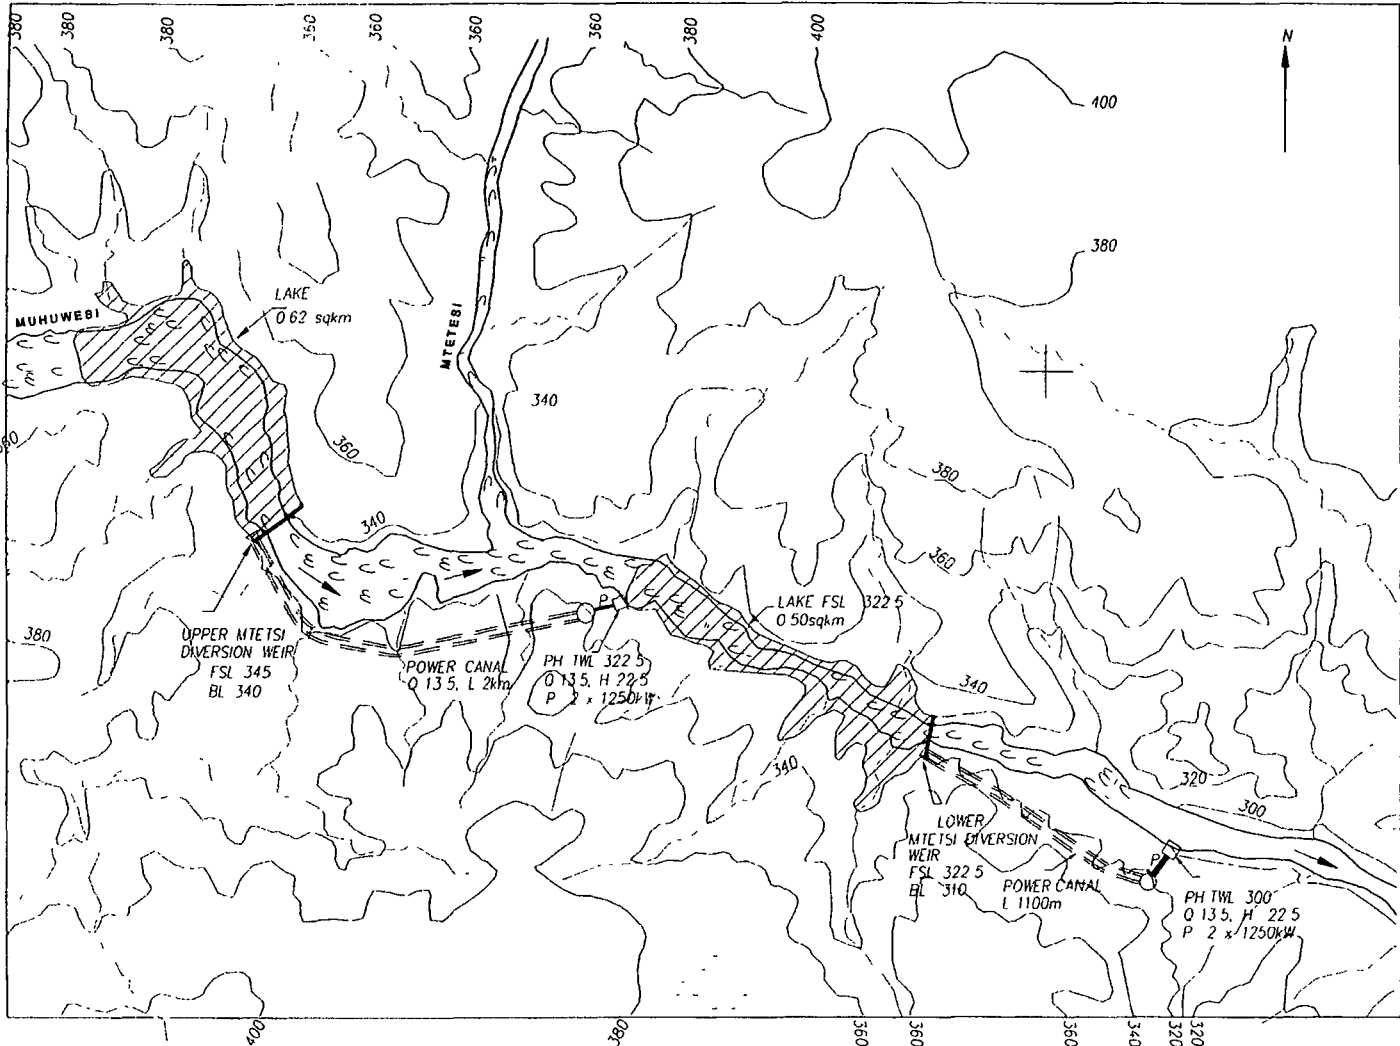 380
380
380
360
360
360
360
380
400
N
400
380
LAKE
0 62 sqkm
MUHUWESI
MTETESI
340
360
380
360
340
LAKE FSL 322 5
0 50sqkm
380
UPPER MTETSI
DIVERSION WEIR
FSL 345
BL 340
POWER CANAL
Q 13 5, L 2km
P
PH TWL 322 5
Q 13 5, H 22 5
P 2 x 1250kW
340
340
320
300
LOWER
MTETSI DIVERSION
WEIR
FSL 322 5
BL 310
POWER CANAL
L 1100m
P
PH TWL 300
Q 13 5, H 22 5
P 2 x 1250kW
400
380
360
360
360
340
320
320